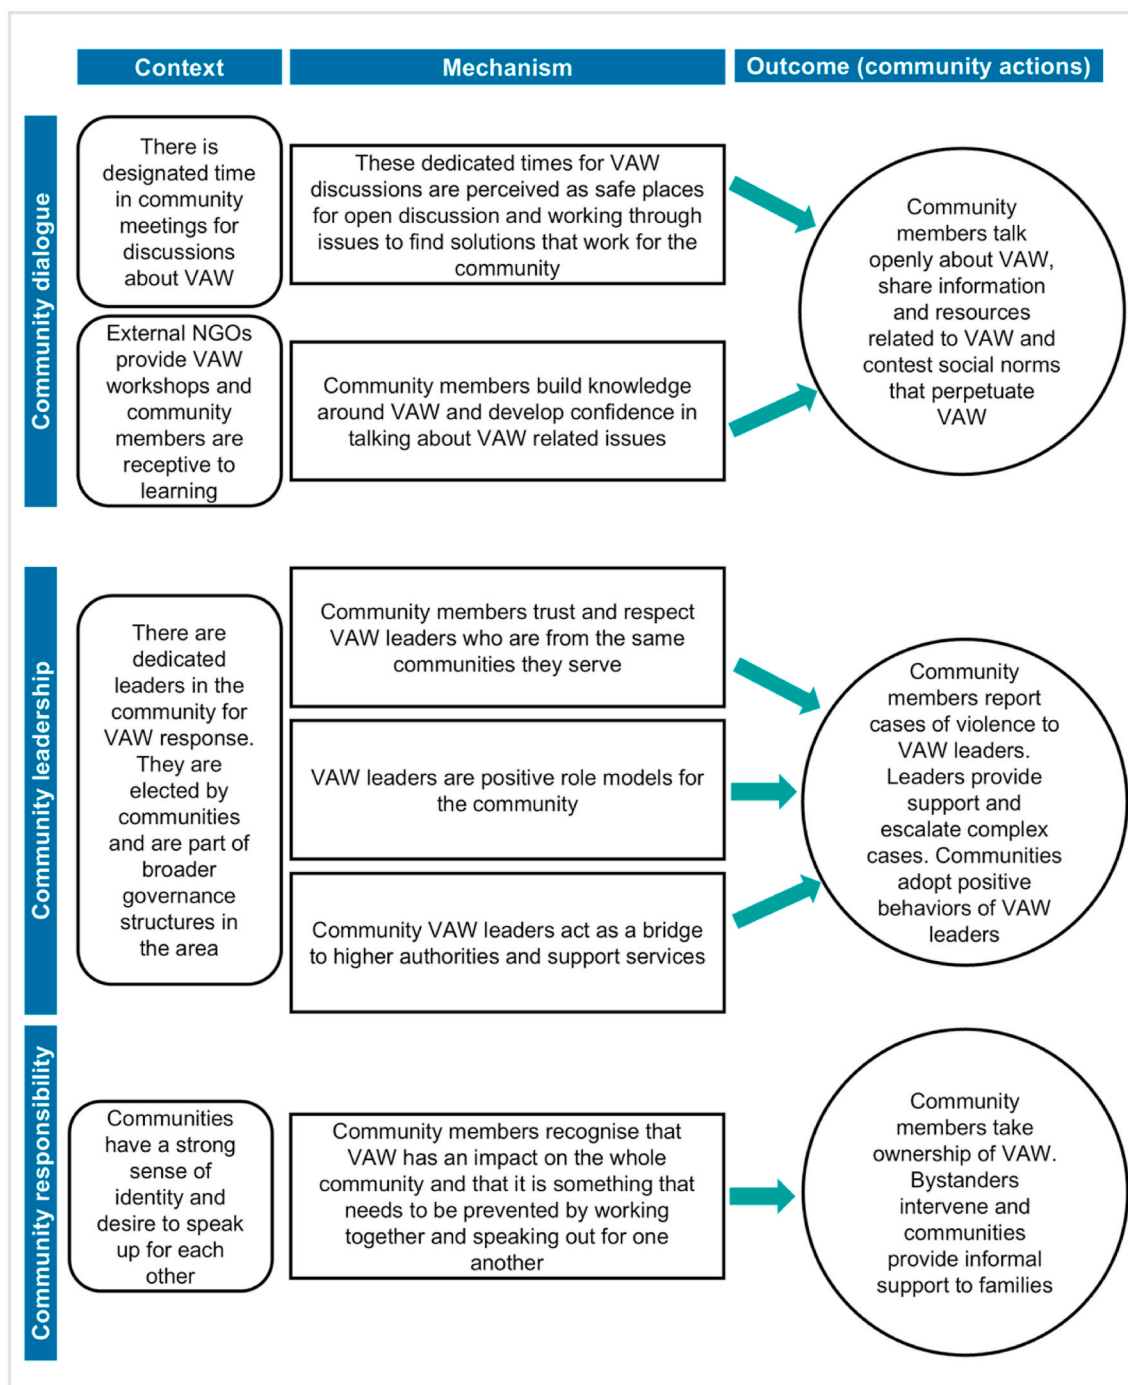 Context
Mechanism
Outcome (community actions)
Community dialogue
There is
designated time
in community
meetings for
discussions
about VAW
These dedicated times for VAW
discussions are perceived as safe places
for open discussion and working through
issues to find solutions that work for the
community
External NGOs
provide VAW
workshops and
community
members are
receptive to
learning
Community members build knowledge
around VAW and develop confidence in
talking about VAW related issues
Community
members talk
openly about VAW,
share information
and resources
related to VAW and
contest social norms
that perpetuate
VAW
Community leadership
There are
dedicated
leaders in the
community for
VAW response.
They are
elected by
communities
and are part of
broader
governance
structures in
the area
Community members trust and respect
VAW leaders who are from the same
communities they serve
VAW leaders are positive role models for
the community
Community VAW leaders act as a bridge
to higher authorities and support services
Community
members report
cases of violence to
VAW leaders.
Leaders provide
support and
escalate complex
cases. Communities
adopt positive
behaviors of VAW
leaders
Community responsibility
Communities
have a strong
sense of
identity and
desire to speak
up for each
other
Community members recognise that
VAW has an impact on the whole
community and that it is something that
needs to be prevented by working
together and speaking out for one
another
Community
members take
ownership of VAW.
Bystanders
intervene and
communities
provide informal
support to families